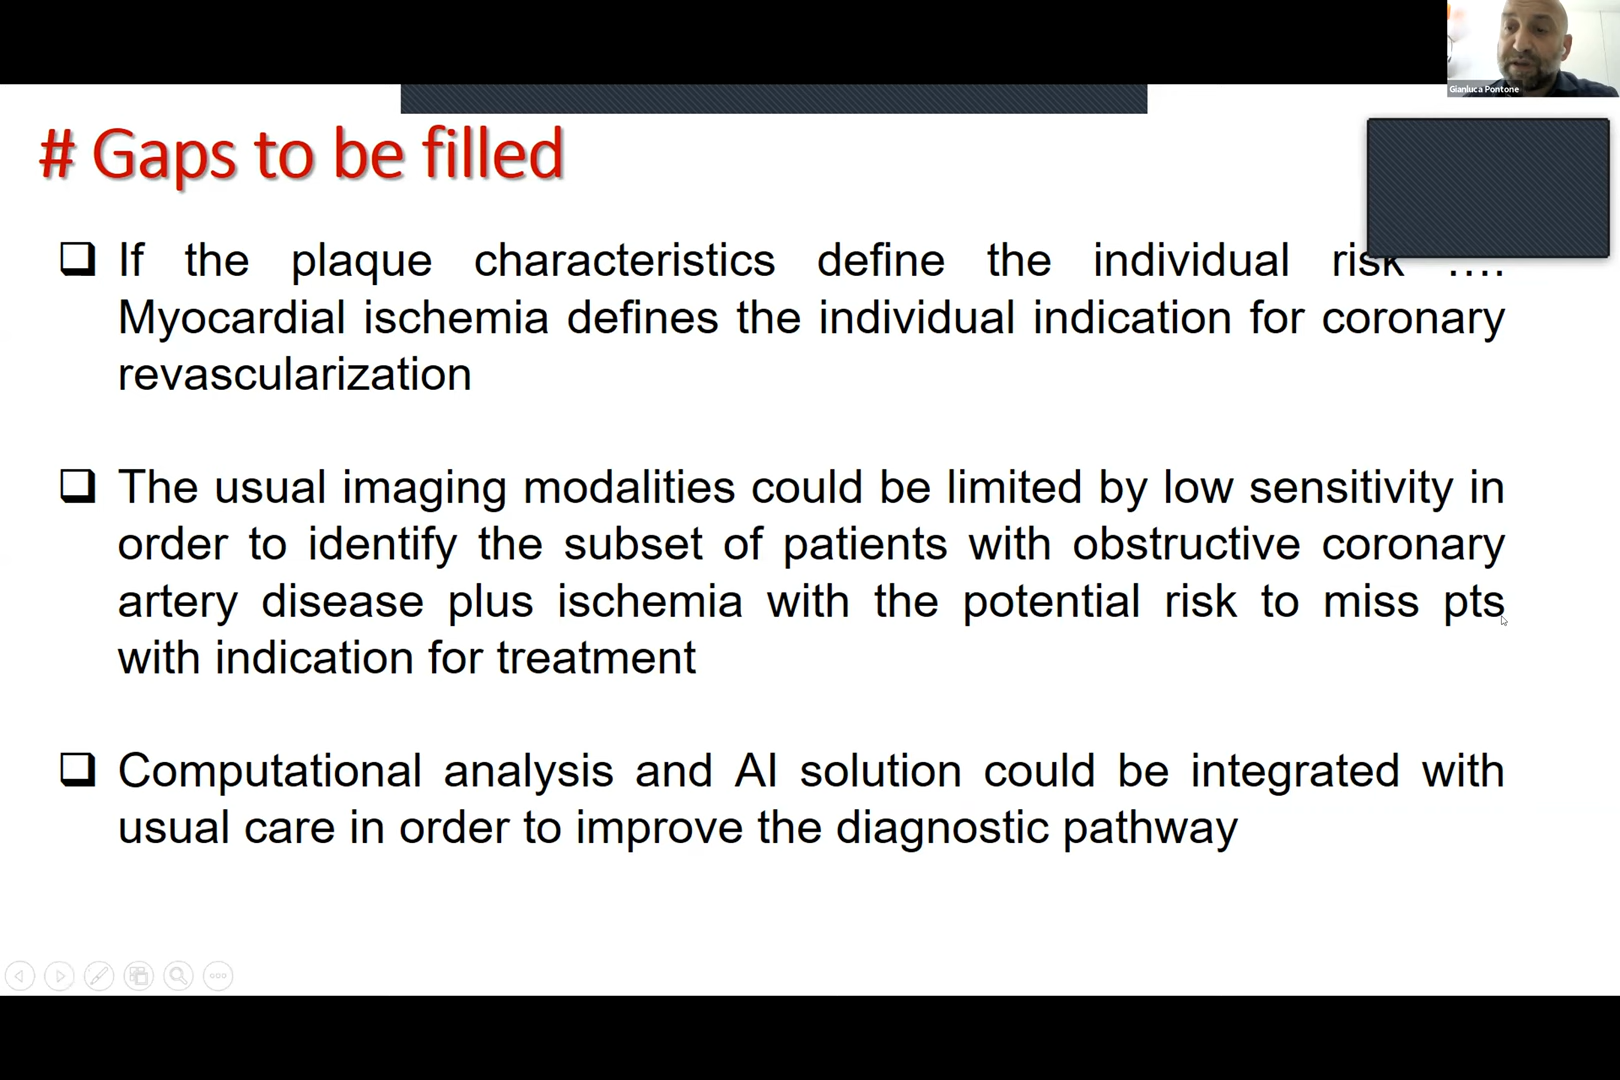 Gianluca Pontone
# Gaps to be filled
❑ If the plaque characteristics define the individual risk ….
Myocardial ischemia defines the individual indication for coronary
revascularization
❑ The usual imaging modalities could be limited by low sensitivity in
order to identify the subset of patients with obstructive coronary
artery disease plus ischemia with the potential risk to miss pts
with indication for treatment
❑ Computational analysis and AI solution could be integrated with
usual care in order to improve the diagnostic pathway